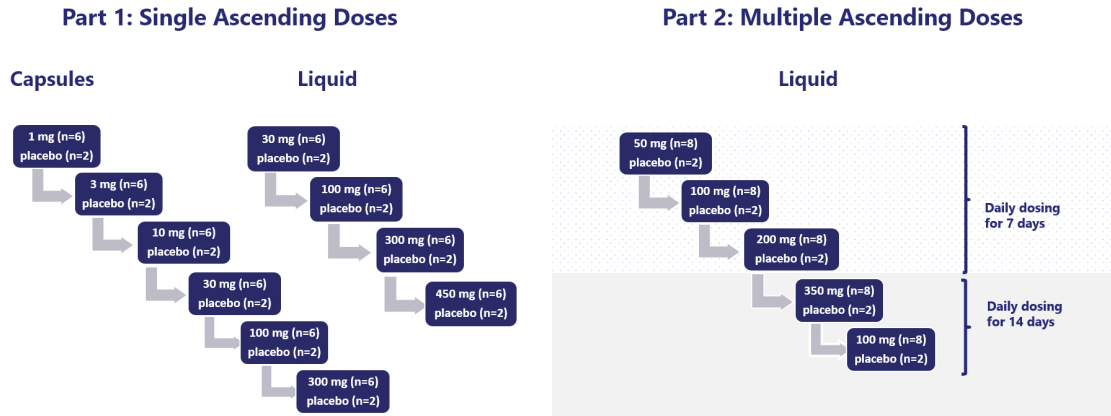 Part 1: Single Ascending Doses
Capsules
1 mg (n=6)
placebo (n=2)
3 mg (n=6)
placebo (n=2)
10 mg (n=6)
placebo (n=2)
30 mg (n=6)
placebo (n=2)
100 mg (n=6)
placebo (n=2)
300 mg (n=6)
placebo (n=2)
Liquid
30 mg (n=6)
placebo (n=2)
100 mg (n=6)
placebo (n=2)
300 mg (n=6)
placebo (n=2)
450 mg (n=6)
placebo (n=2)
Part 2: Multiple Ascending Doses
Liquid
50 mg (n=8)
placebo (n=2)
100 mg (n=8)
placebo (n=2)
200 mg (n=8)
placebo (n=2)
Daily dosing
for 7 days
350 mg (n=8)
placebo (n=2)
100 mg (n=8)
placebo (n=2)
Daily dosing
for 14 days